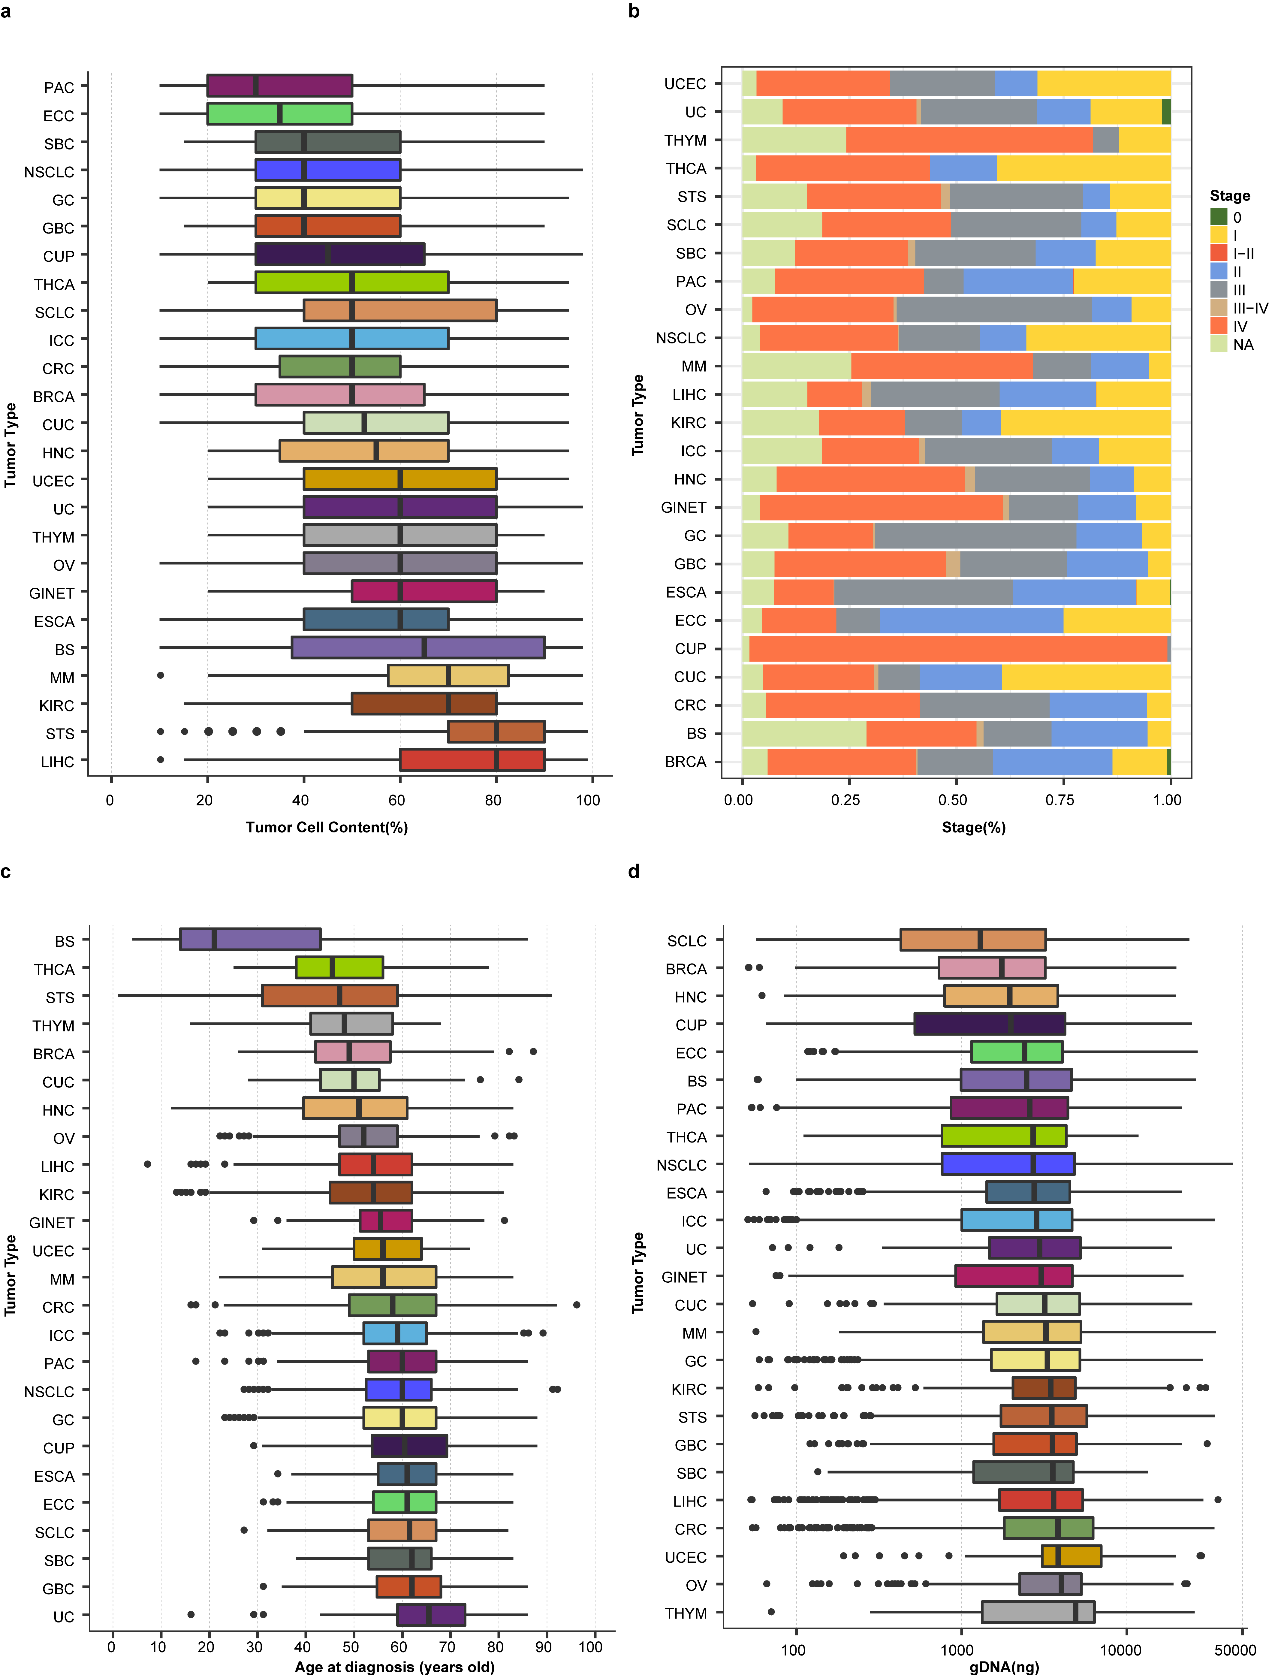 a
PAC
ECC
SBC
NSCLC
GC
GBC
CUP
THCA
SCLC
ICC
CRC
BRCA
CUC
HNC
UCEC
UC
THYM
OV
GINET
ESCA
BS
MM
KIRC
STS
LIHC
Tumor Type
0 20 40 60 80 100
Tumor Cell Content(%)
b
UCEC
UC
THYM
THCA
STS
SCLC
SBC
PAC
OV
NSCLC
MM
LIHC
KIRC
ICC
HNC
GINET
GC
GBC
ESCA
ECC
CUP
CUC
CRC
BS
BRCA
Tumor Type
0.00 0.25 0.50 0.75 1.00
Stage(%)
Stage
0
I
I−II
II
III
III−IV
IV
NA
c
BS
THCA
STS
THYM
BRCA
CUC
HNC
OV
LIHC
KIRC
GINET
UCEC
MM
CRC
ICC
PAC
NSCLC
GC
CUP
ESCA
ECC
SCLC
SBC
GBC
UC
Tumor Type
0 10 20 30 40 50 60 70 80 90 100
Age at diagnosis (years old)
d
SCLC
BRCA
HNC
CUP
ECC
BS
PAC
THCA
NSCLC
ESCA
ICC
UC
GINET
CUC
MM
GC
KIRC
STS
GBC
SBC
LIHC
CRC
UCEC
OV
THYM
Tumor Type
100 1000 10000 50000
gDNA(ng)